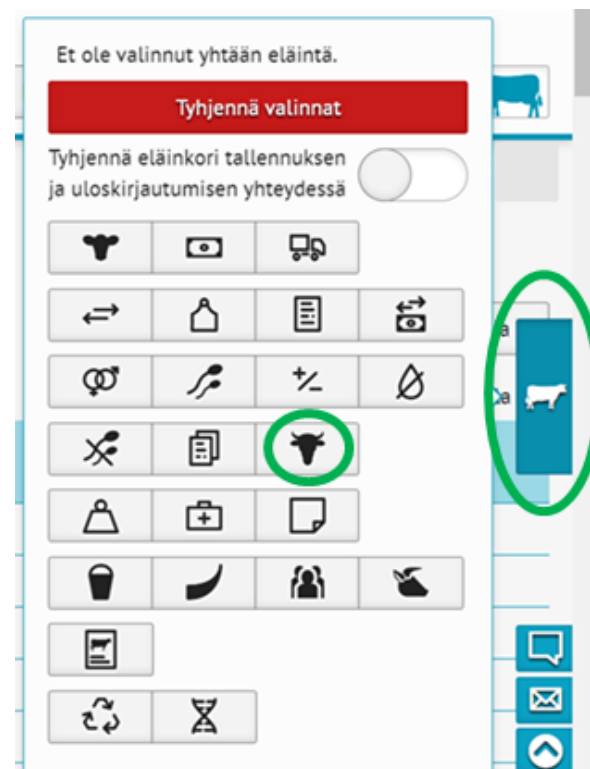 Et ole valinnut yhtään eläintä.
Tyhjennä valinnat
Tyhjennä eläinkori tallennuksen
ja uloskirjautumisen yhteydessä
a
a